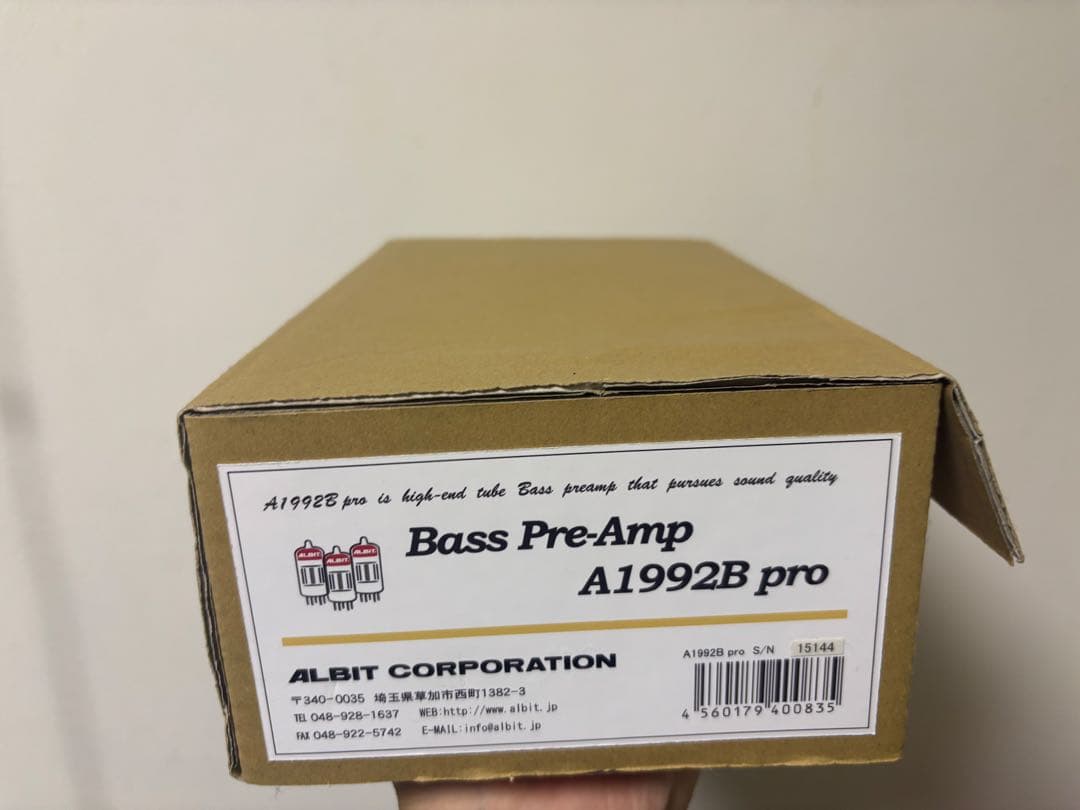 A1992B pro is high-end tube Bass preamp that pursues sound quality
ALBIT
ALBIT
ALBIT
Bass Pre-Amp
A1992B pro
ALBIT CORPORATION
〒340-0035 埼玉県草加市西町1382-3
TEL 048-928-1637 WEB:http://www.albit.jp
FAX 048-922-5742 E-MAIL:info@albit.jp
A1992B pro S/N 15144
4 560179 400835